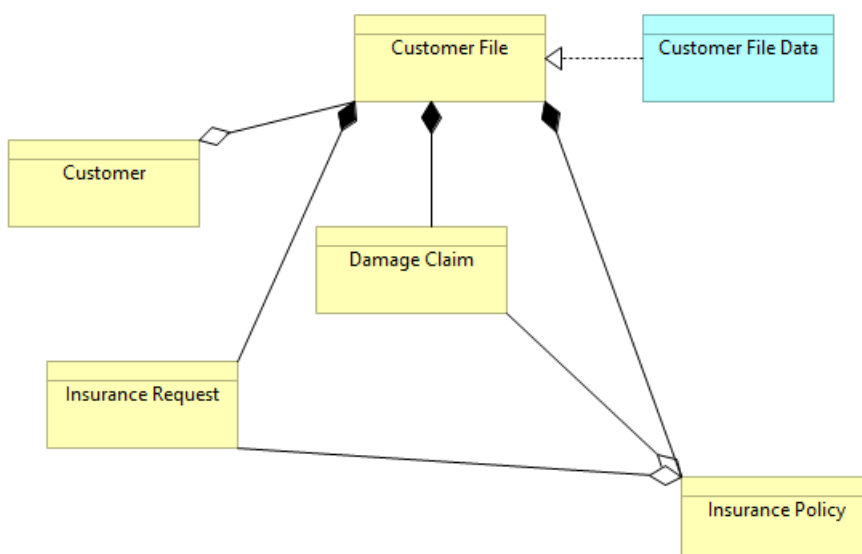 Customer File
Customer File Data
Customer
Damage Claim
Insurance Request
Insurance Policy